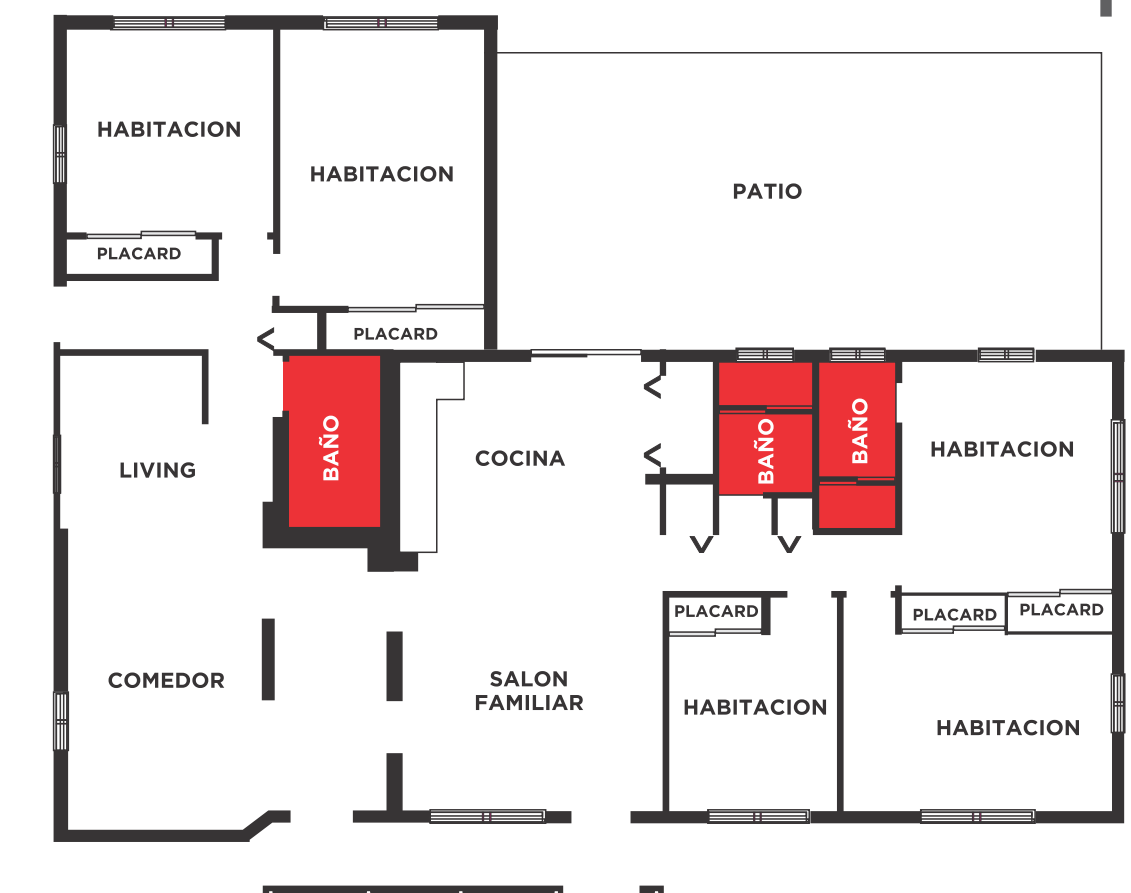 HABITACION
HABITACION
PATIO
PLACARD
PLACARD
BAÑO
LIVING
COCINA
BAÑO
BAÑO
HABITACION
PLACARD
PLACARD
PLACARD
COMEDOR
SALON
FAMILIAR
HABITACION
HABITACION